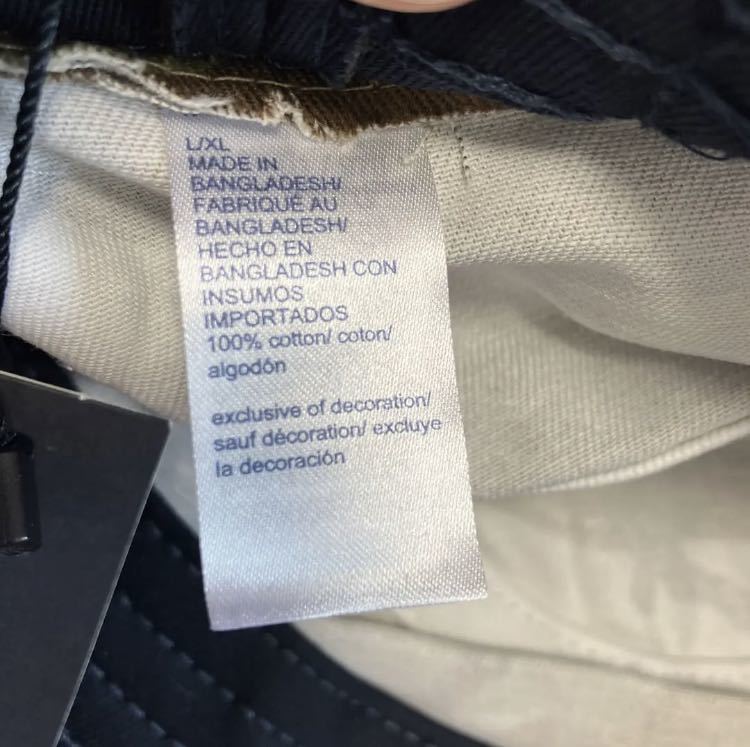 L/XL
MADE IN
BANGLADESH/
FABRIQUÉ AU
BANGLADESH/
HECHO EN
BANGLADESH CON
INSUMOS
IMPORTADOS
100% cotton/ coton/
algodón
exclusive of decoration/
sauf décoration/ excluye
la decoración